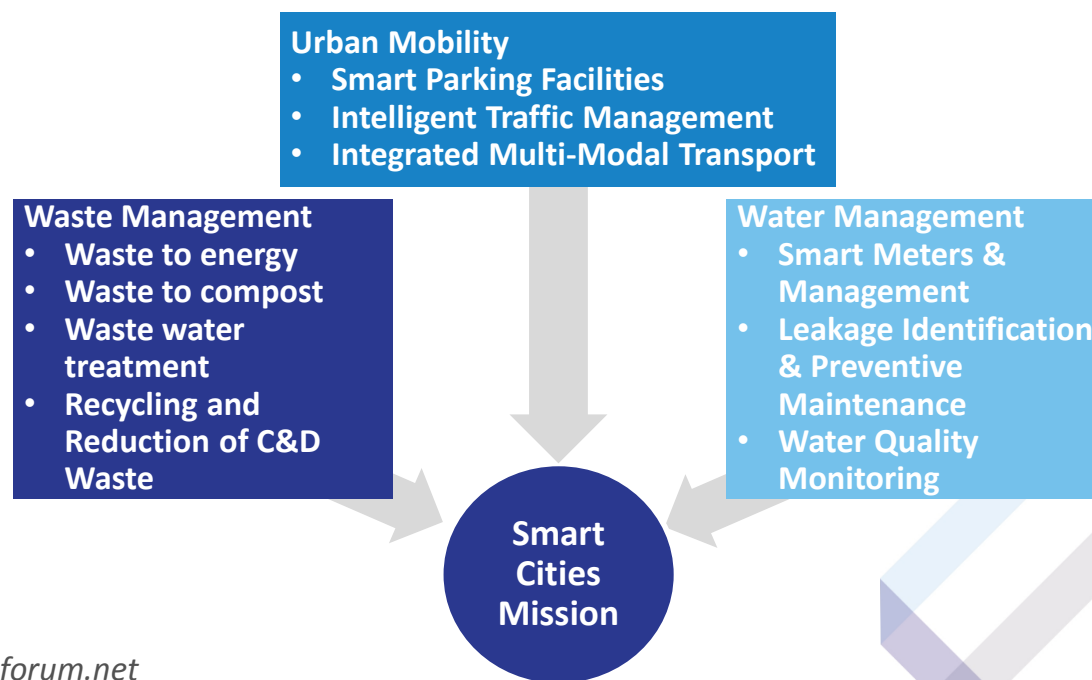 Urban Mobility
• Smart Parking Facilities
• Intelligent Traffic Management
• Integrated Multi-Modal Transport
Waste Management
• Waste to energy
• Waste to compost
• Waste water
treatment
• Recycling and
Reduction of C&D
Waste
Water Management
• Smart Meters &
Management
• Leakage Identification
& Preventive
Maintenance
• Water Quality
Monitoring
Smart
Cities
Mission
forum.net